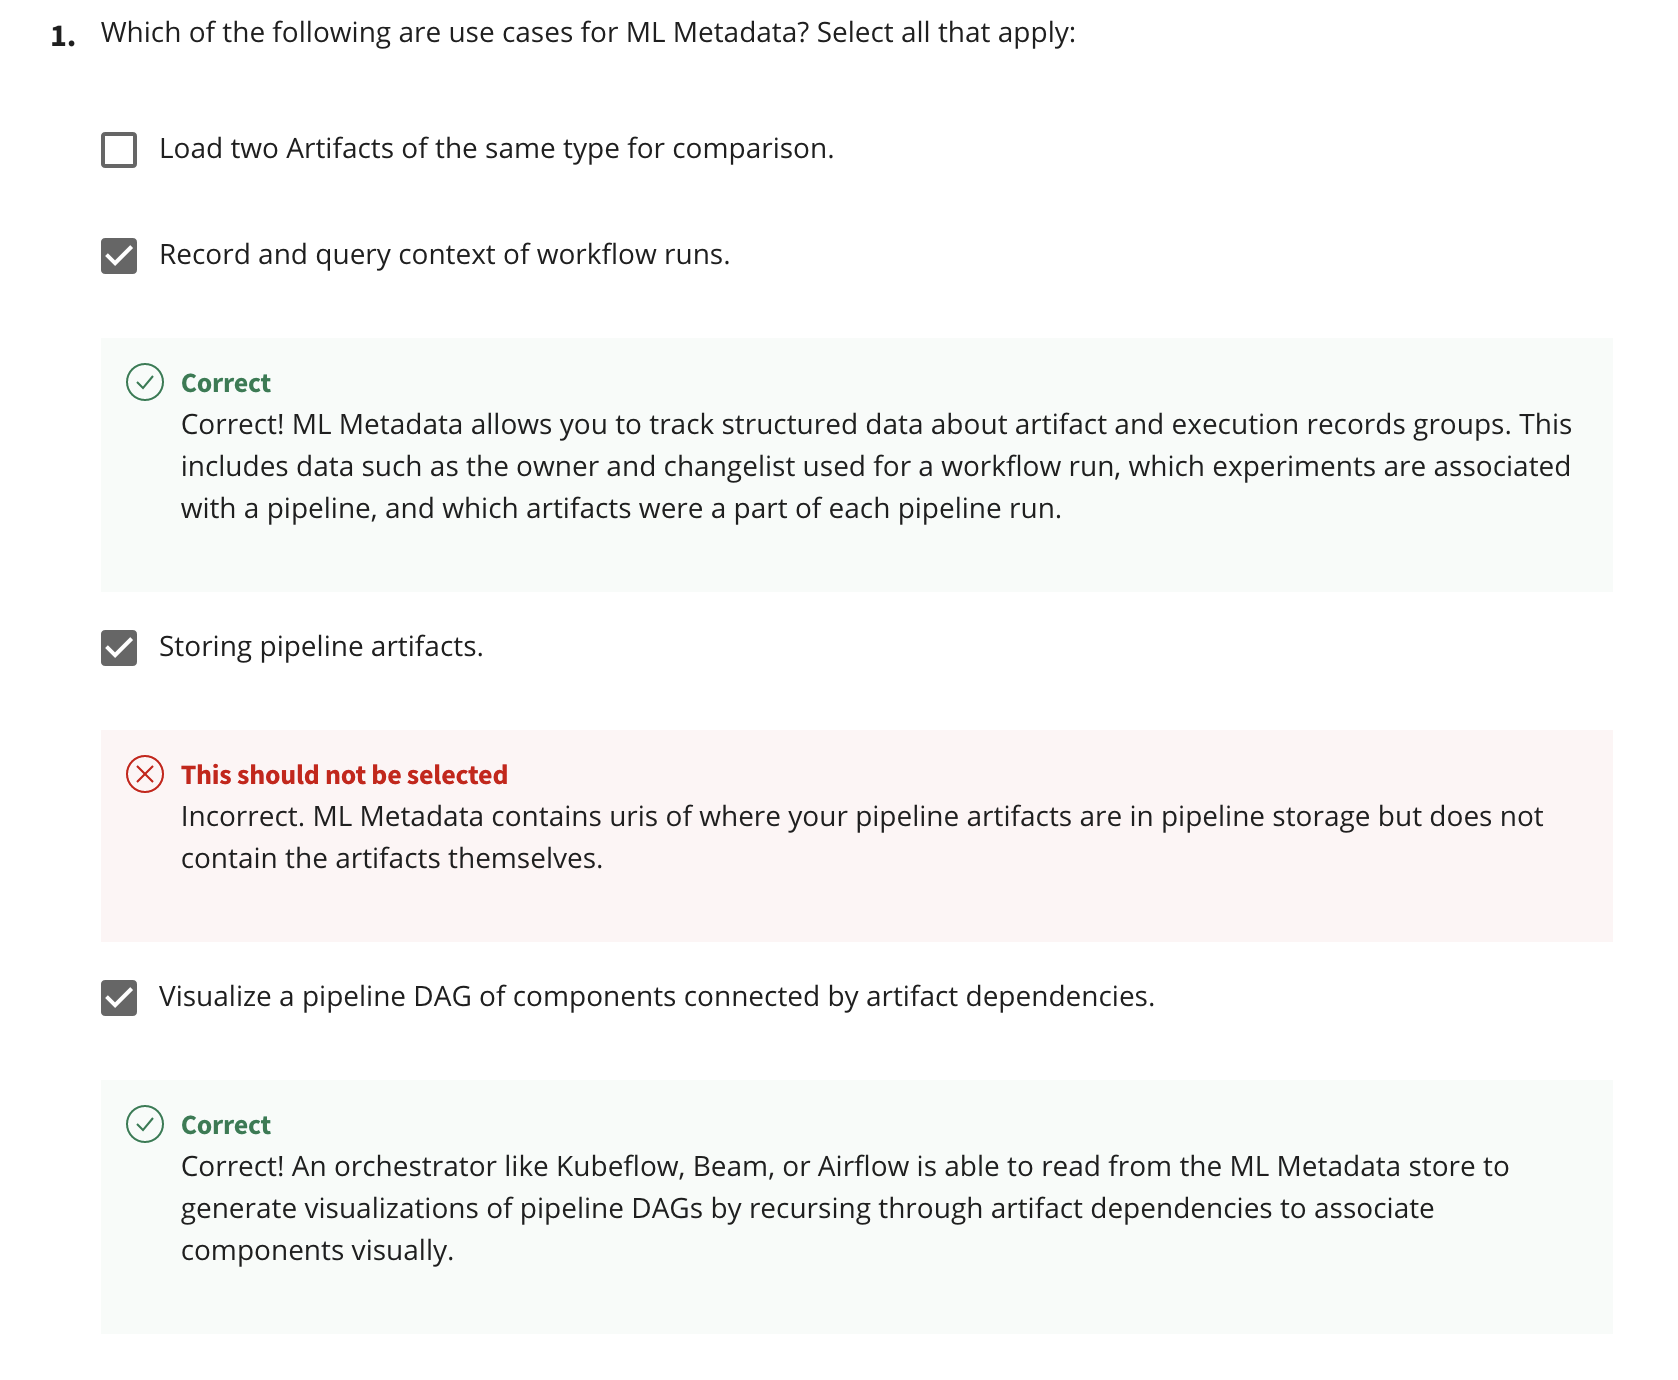 1. Which of the following are use cases for ML Metadata? Select all that apply:
Load two Artifacts of the same type for comparison.
Record and query context of workflow runs.
Correct
Correct! ML Metadata allows you to track structured data about artifact and execution records groups. This
includes data such as the owner and changelist used for a workflow run, which experiments are associated
with a pipeline, and which artifacts were a part of each pipeline run.
Storing pipeline artifacts.
This should not be selected
Incorrect. ML Metadata contains uris of where your pipeline artifacts are in pipeline storage but does not
contain the artifacts themselves.
Visualize a pipeline DAG of components connected by artifact dependencies.
Correct
Correct! An orchestrator like Kubeflow, Beam, or Airflow is able to read from the ML Metadata store to
generate visualizations of pipeline DAGs by recursing through artifact dependencies to associate
components visually.